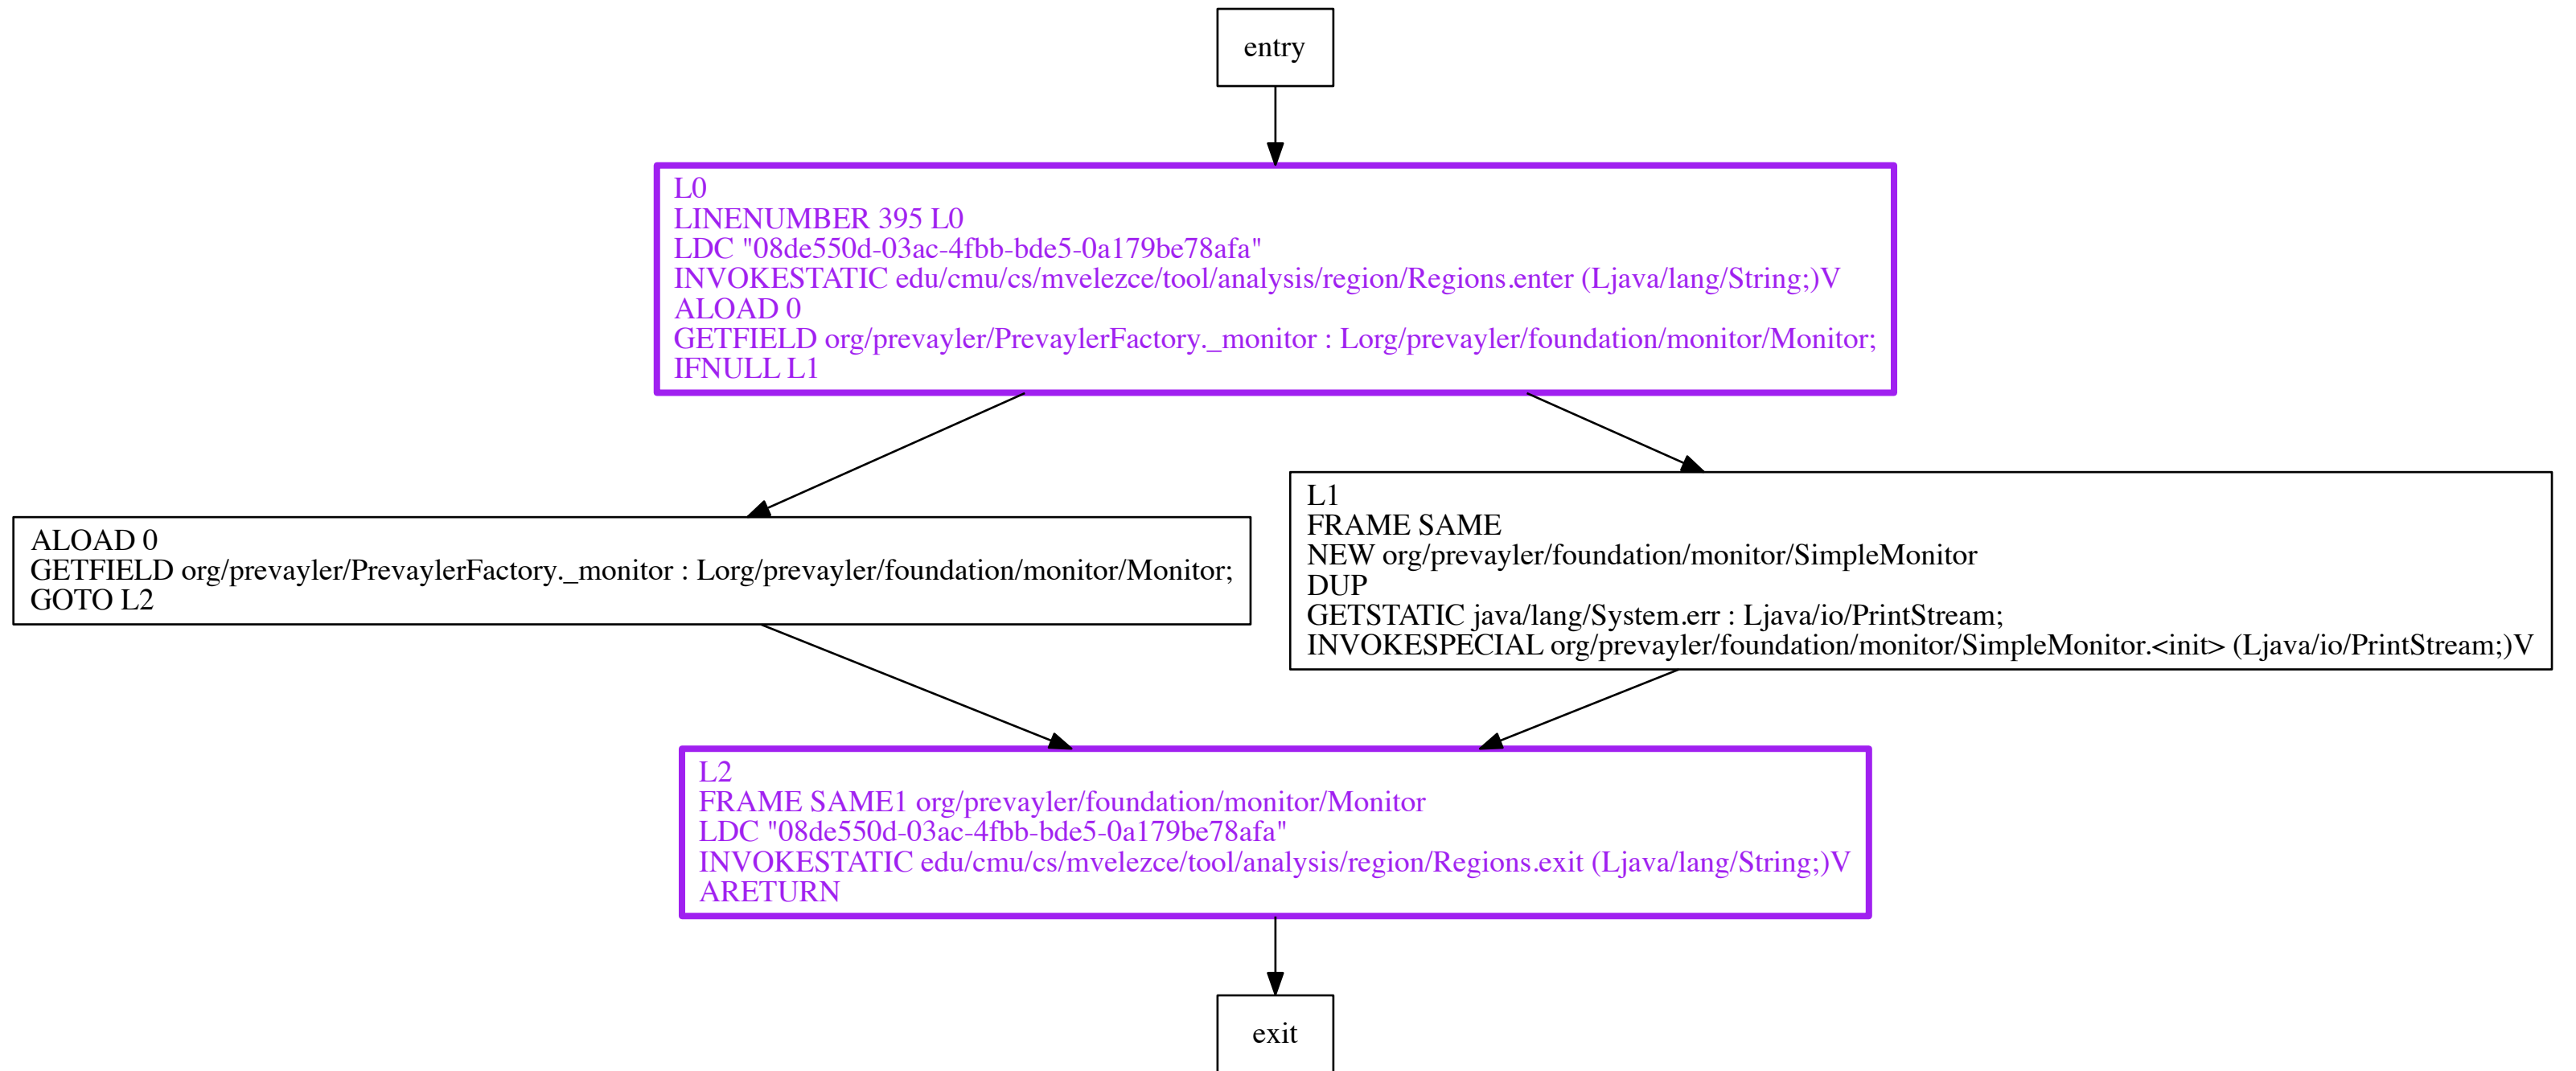 entry
L0
LINENUMBER 395 L0
LDC "08de550d-03ac-4fbb-bde5-0a179be78afa"
INVOKESTATIC edu/cmu/cs/mvelezce/tool/analysis/region/Regions.enter (Ljava/lang/String;)V
ALOAD 0
GETFIELD org/prevayler/PrevaylerFactory._monitor : Lorg/prevayler/foundation/monitor/Monitor;
IFNULL L1
ALOAD 0
GETFIELD org/prevayler/PrevaylerFactory._monitor : Lorg/prevayler/foundation/monitor/Monitor;
GOTO L2
L1
FRAME SAME
NEW org/prevayler/foundation/monitor/SimpleMonitor
DUP
GETSTATIC java/lang/System.err : Ljava/io/PrintStream;
INVOKESPECIAL org/prevayler/foundation/monitor/SimpleMonitor.<init> (Ljava/io/PrintStream;)V
L2
FRAME SAME1 org/prevayler/foundation/monitor/Monitor
LDC "08de550d-03ac-4fbb-bde5-0a179be78afa"
INVOKESTATIC edu/cmu/cs/mvelezce/tool/analysis/region/Regions.exit (Ljava/lang/String;)V
ARETURN
exit